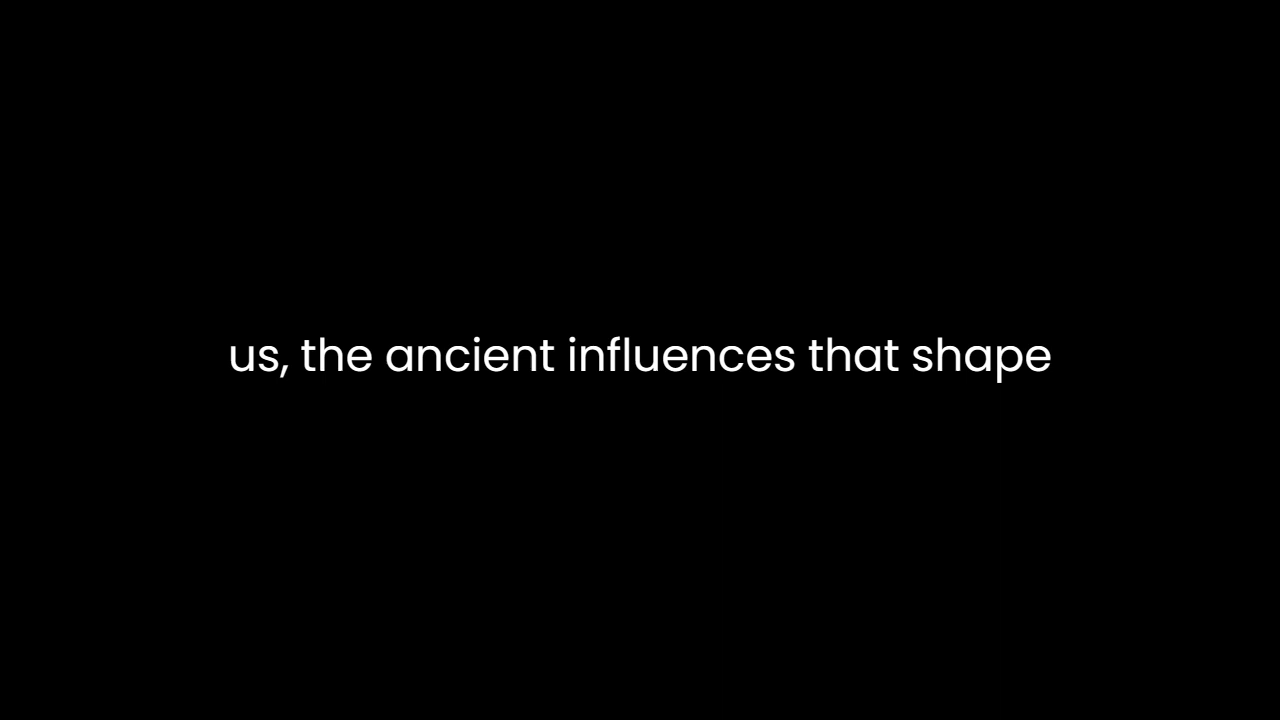 us, the ancient influences that shape